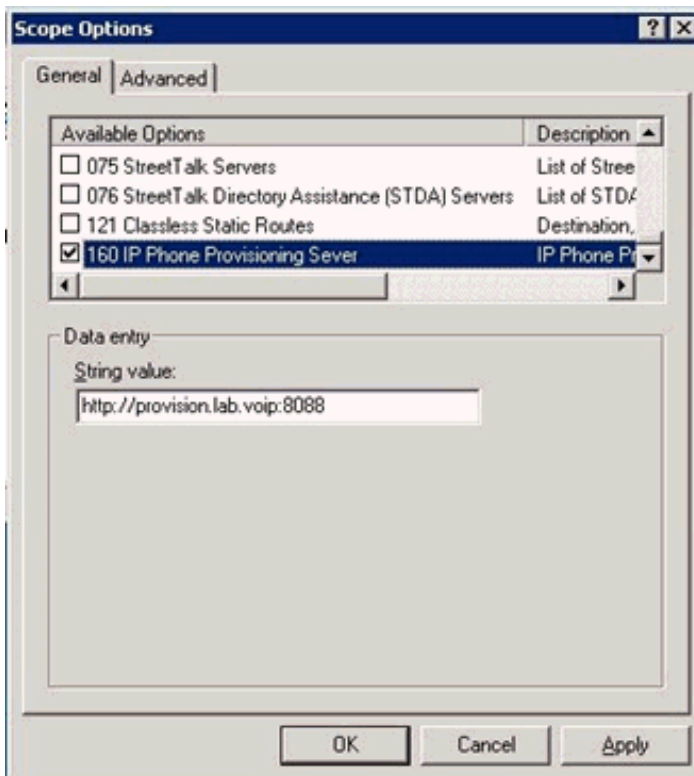 Scope Options
General
Advanced
Available Options
Description
075 StreetTalk Servers
List of Stree
076 StreetTalk Directory Assistance (STDA) Servers
List of STDA
121 Classless Static Routes
Destination,
160 IP Phone Provisioning Sever
IP Phone Pr
Data entry
String value:
http://provision.lab.voip:8088
OK
Cancel
Apply